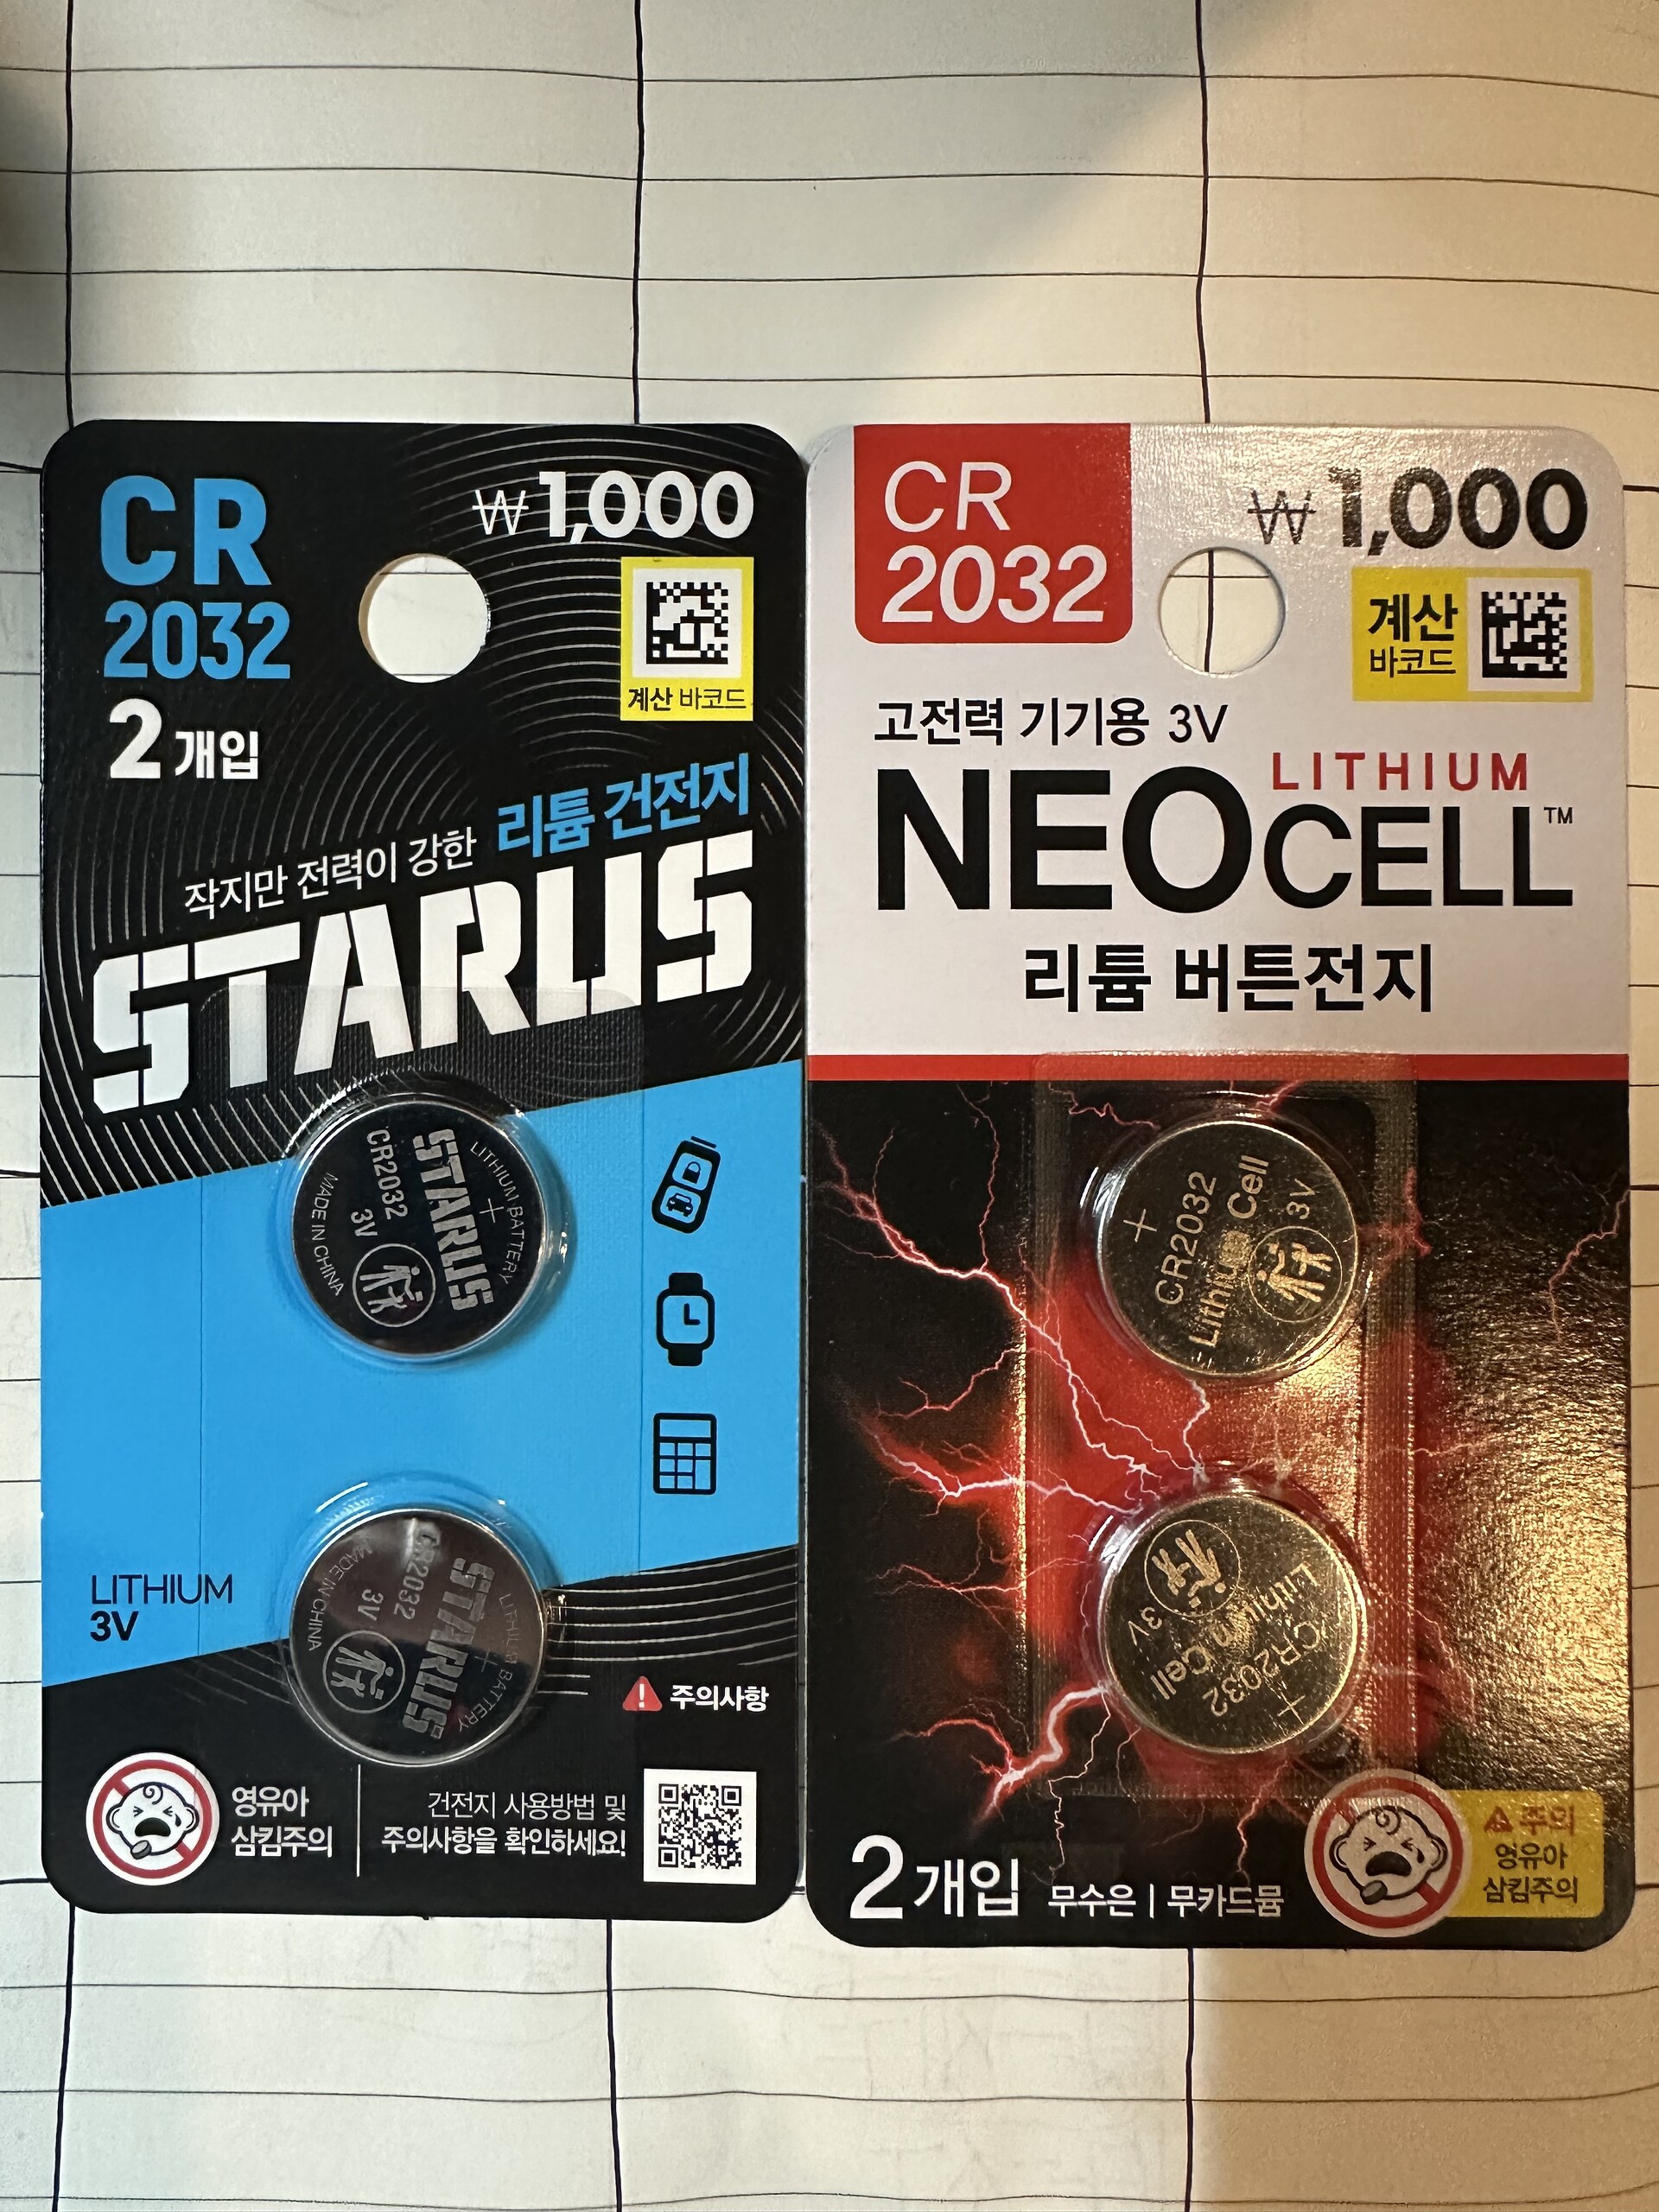 CR
2032
2 개입
₩1,000
계산 바코드
작지만 전력이 강한 리튬 건전지
STARUS
LITHIUM BATTERY
+
STARUS
CR2032
3V
MADE IN CHINA
LITHIUM BATTERY
+
STARUS
CR2032
3V
MADE IN CHINA
LITHIUM
3V
주의사항
영유아
삼킴주의
건전지 사용방법 및
주의사항을 확인하세요!
CR
2032
₩1,000
계산
바코드
고전력 기기용 3V
LITHIUM
NEOCELL™
리튬 버튼전지
+
CR2032
Lithium Cell
3V
+
CR2032
Lithium Cell
3V
2개입 무수은 | 무카드뮴
주의
영유아
삼킴주의